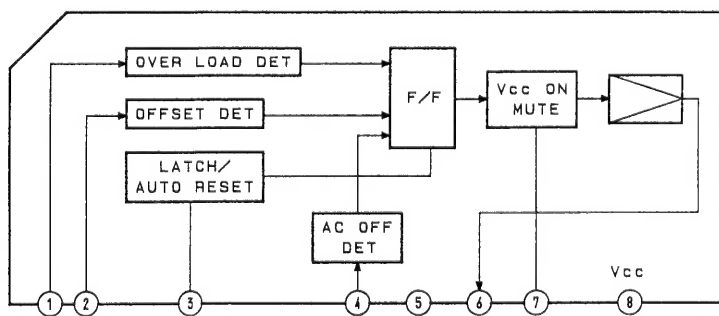 OVER LOAD DET
F/F
Vcc ON
MUTE
OFFSET DET
LATCH/
AUTO RESET
AC OFF
DET
Vcc
1 2 3 4 5 6 7 8